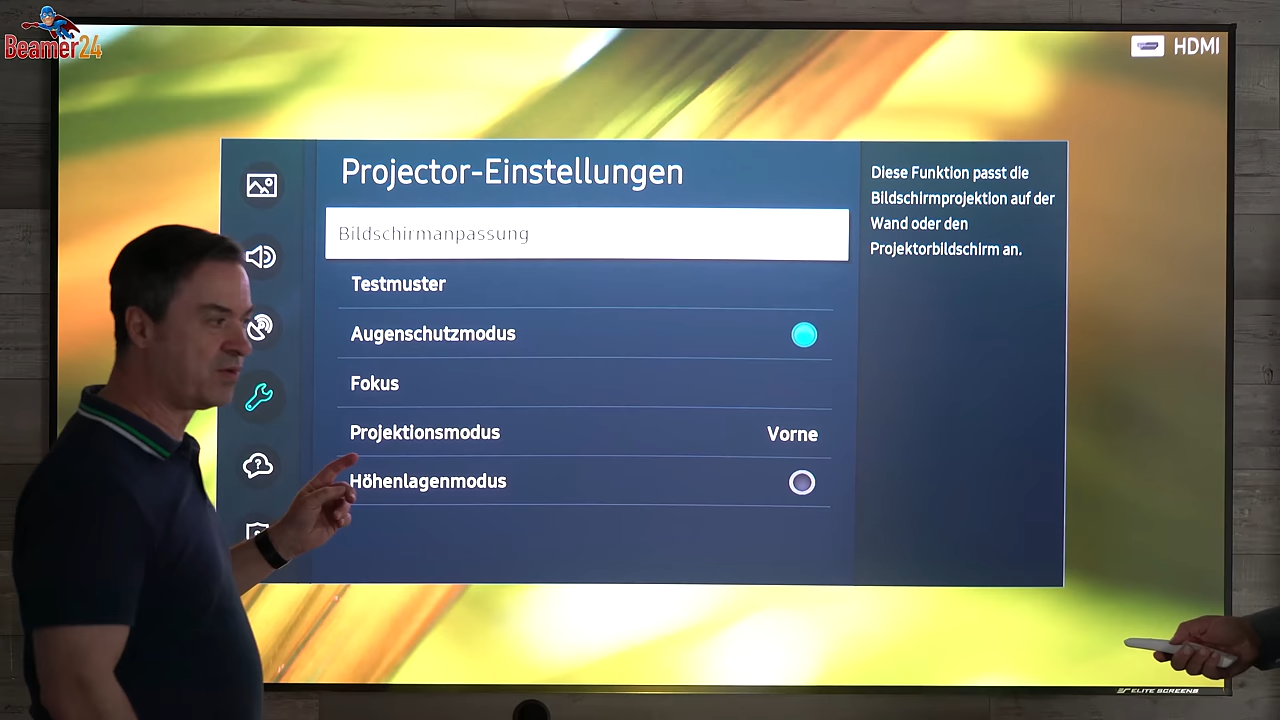 Beamer24
HDMI
Projector-Einstellungen
Bildschirmanpassung
Testmuster
Augenschutzmodus
Fokus
Projektionsmodus Vorne
Höhenlagenmodus
Diese Funktion passt die
Bildschirmprojektion auf der
Wand oder den
Projektorbildschirm an.
ELITE SCREENS